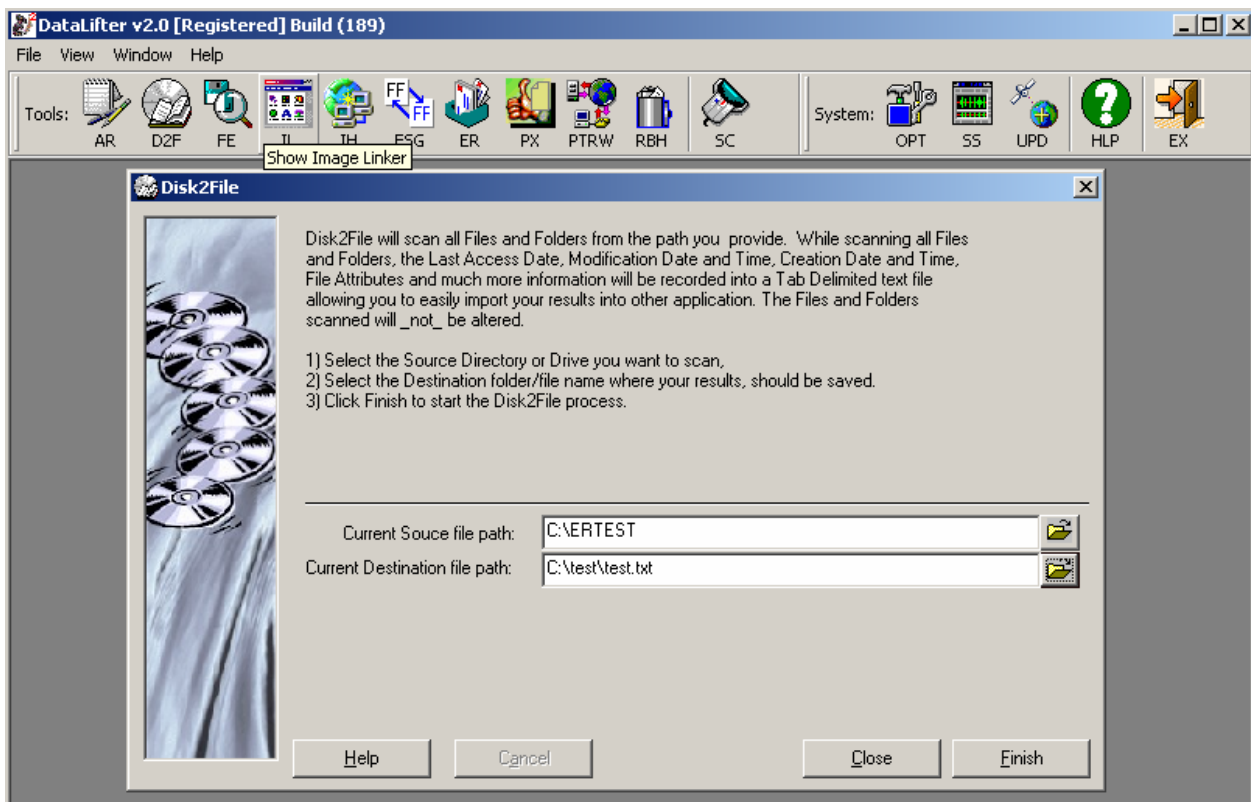 DataLifter v2.0 [Registered] Build (189)
File View Window Help
Tools: AR D2F FE IL IH FSG ER PX PTRW RBH SC System: OPT SS UPD HLP EX
FF
FF
?
Show Image Linker
Disk2File
Disk2File will scan all Files and Folders from the path you provide. While scanning all Files
and Folders, the Last Access Date, Modification Date and Time, Creation Date and Time,
File Attributes and much more information will be recorded into a Tab Delimited text file
allowing you to easily import your results into other application. The Files and Folders
scanned will _not_ be altered.
1) Select the Source Directory or Drive you want to scan,
2) Select the Destination folder/file name where your results, should be saved.
3) Click Finish to start the Disk2File process.
Current Souce file path: C:\ERTEST
Current Destination file path: C:\test\test.txt
Help Cancel Close Finish